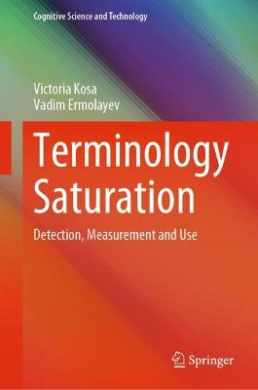 Cognitive Science and Technology
Victoria Kosa
Vadim Ermolayev
Terminology
Saturation
Detection, Measurement and Use
Springer